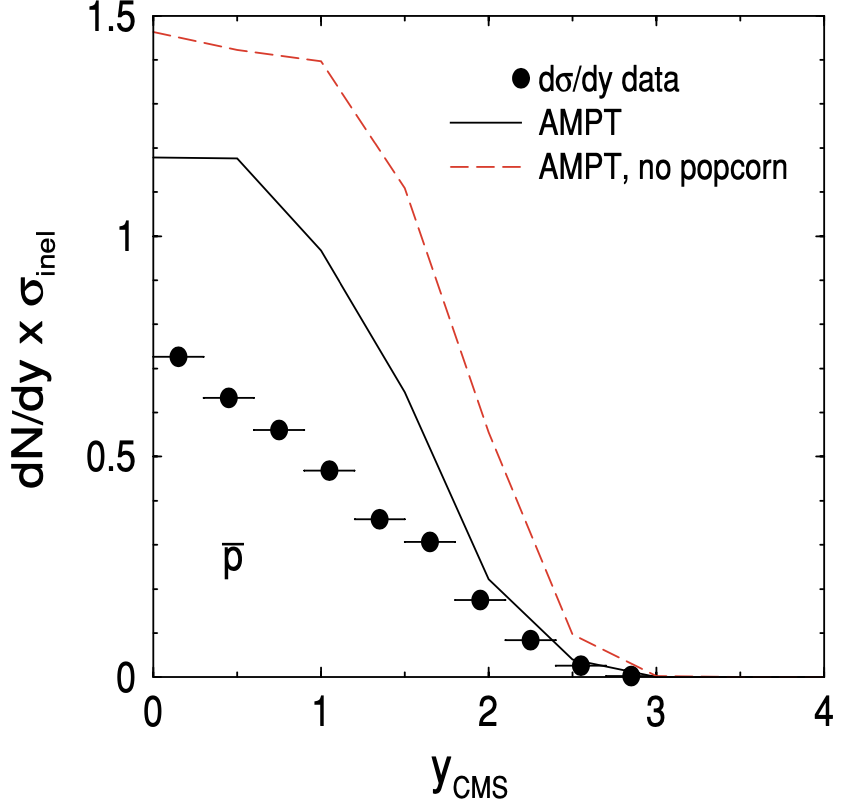 1.5
1
0.5
0
dN/dy x σinel
dσ/dy data
AMPT
AMPT, no popcorn
p̅
0 1 2 3 4
yCMS